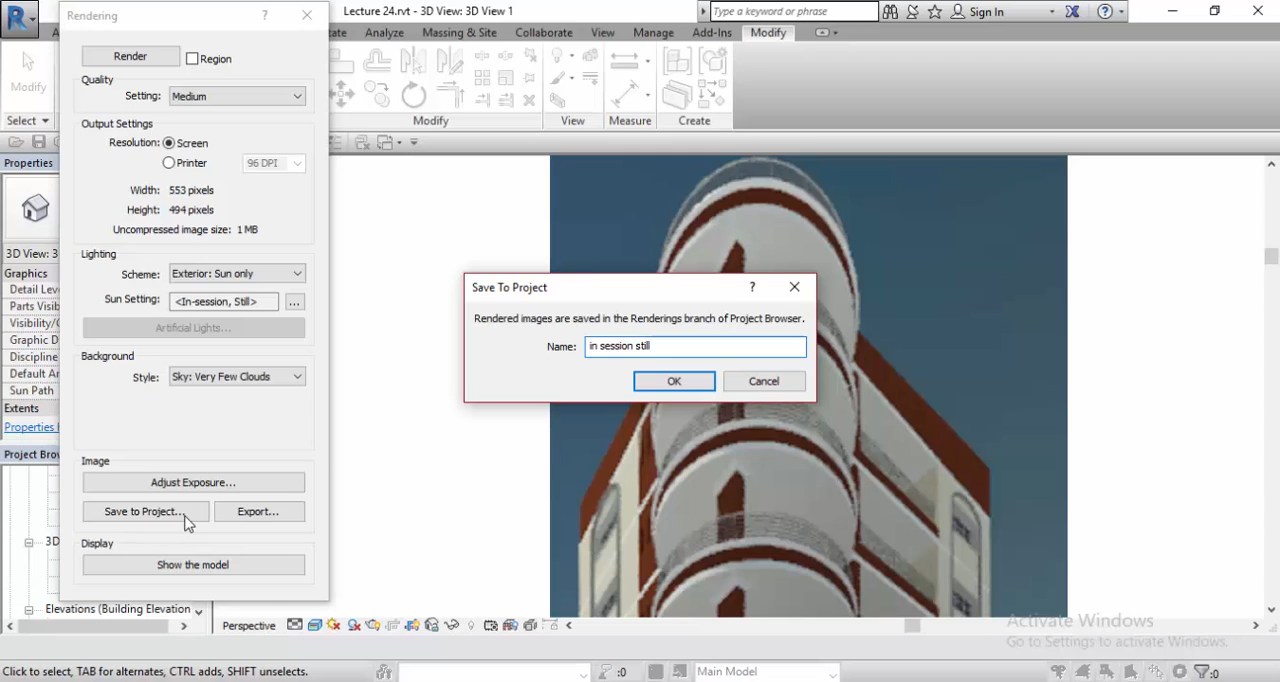 Rendering
?
Lecture 24.rvt - 3D View: 3D View 1
Type a keyword or phrase
Sign In
Analyze
Massing & Site
Collaborate
View
Manage
Add-Ins
Modify
Render
Region
Quality
Setting: Medium
Modify
Select
Modify
View
Measure
Create
Output Settings
Resolution: Screen
Printer
96 DPI
Properties
Width: 553 pixels
Height: 494 pixels
Uncompressed image size: 1 MB
3D View: 3
Graphics
Detail Leve
Parts Visib
Visibility/
Graphic D
Discipline
Default An
Sun Path
Extents
Properties h
Lighting
Scheme: Exterior: Sun only
Sun Setting: <In-session, Still>
...
Artificial Lights...
Background
Style: Sky: Very Few Clouds
Save To Project
?
Rendered images are saved in the Renderings branch of Project Browser.
Name: in session still
OK
Cancel
Project Brow
Image
Adjust Exposure...
Save to Project...
Export...
Display
Show the model
3D
Elevations (Building Elevation
Perspective
Activate Windows
Go to Settings to activate Windows.
Click to select, TAB for alternates, CTRL adds, SHIFT unselects.
:0
Main Model
:0